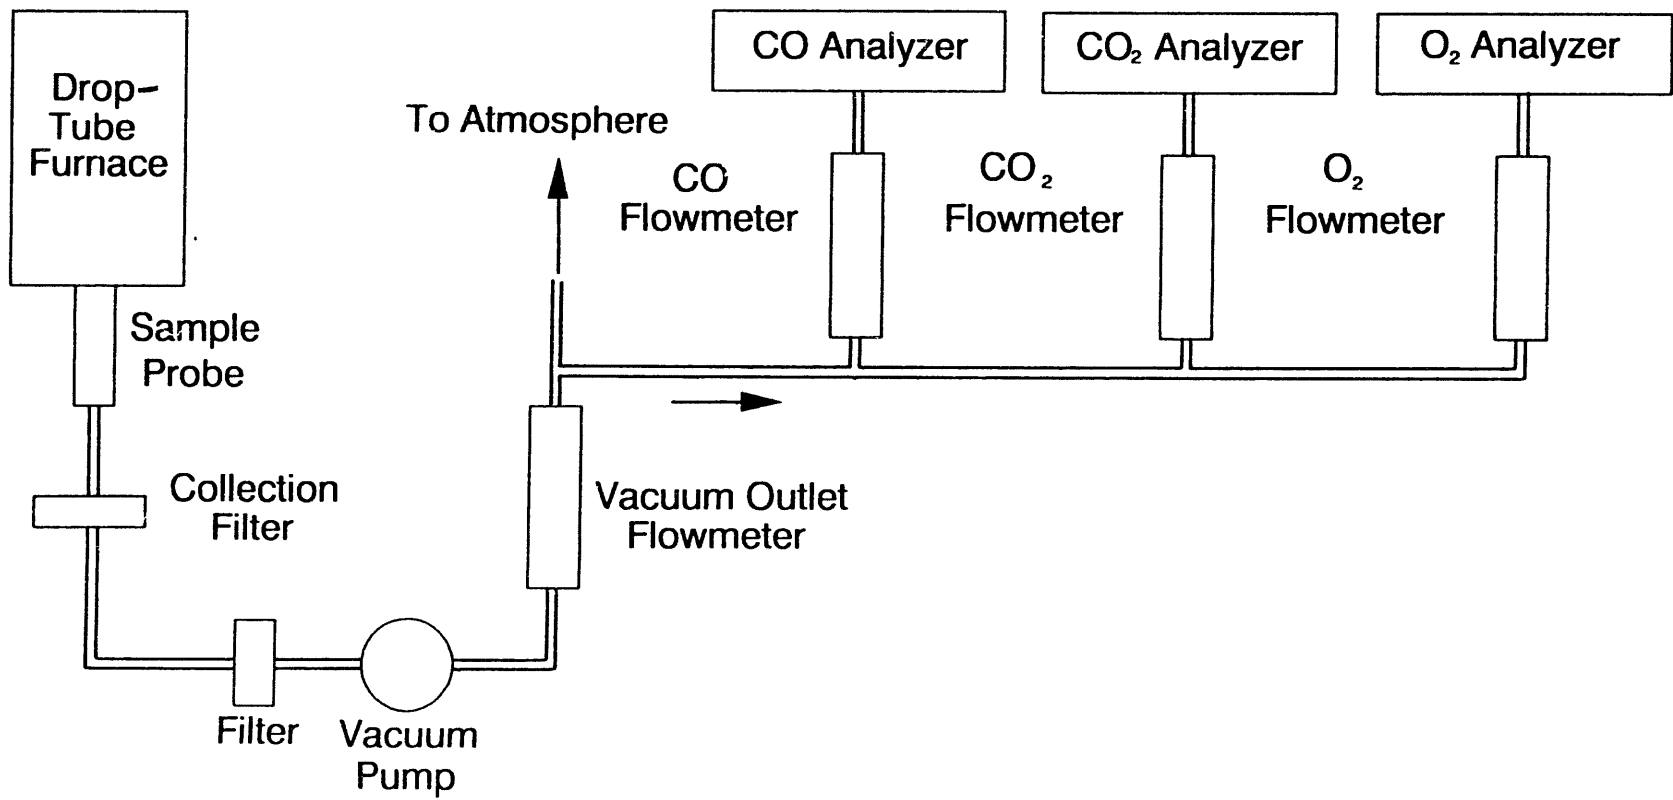 Drop-
Tube
Furnace
Sample
Probe
Collection
Filter
Filter
Vacuum
Pump
Vacuum Outlet
Flowmeter
To Atmosphere
CO
Flowmeter
CO Analyzer
CO₂
Flowmeter
CO₂ Analyzer
O₂
Flowmeter
O₂ Analyzer